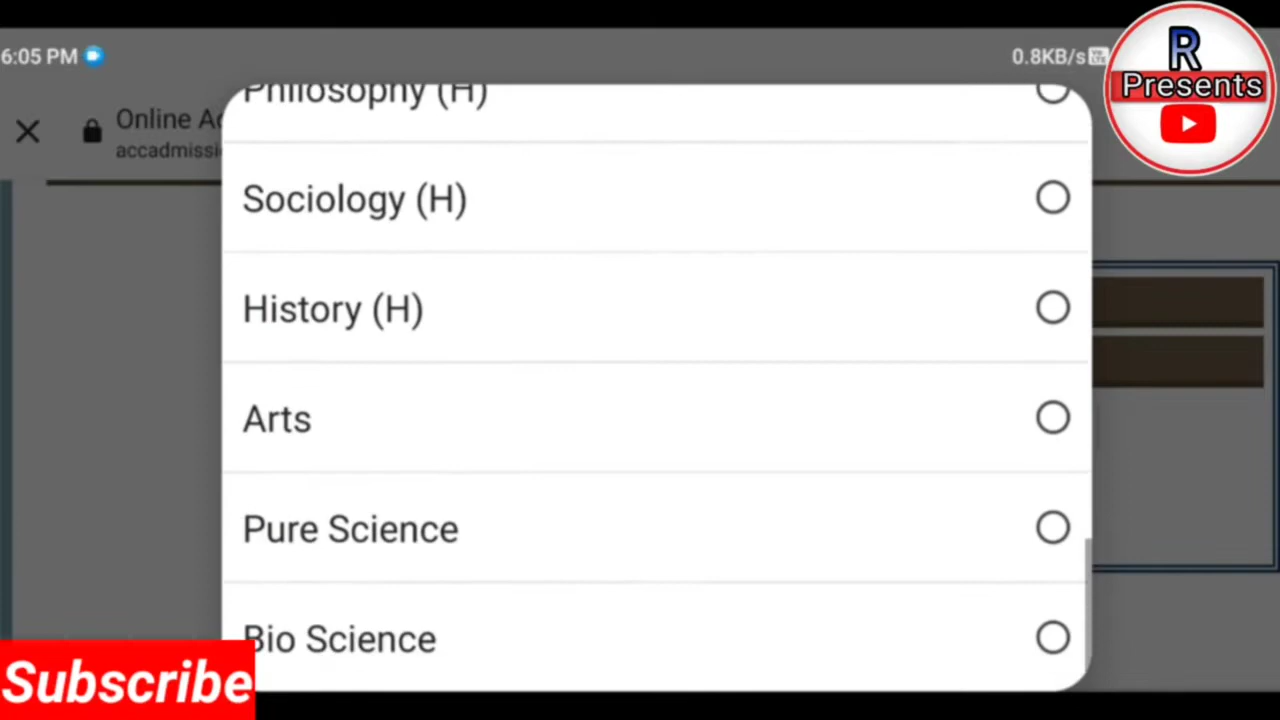 6:05 PM
0.8KB/s
R
Presents
Online Ac
accadmissi
Philosophy (H)
Sociology (H)
History (H)
Arts
Pure Science
Bio Science
Subscribe